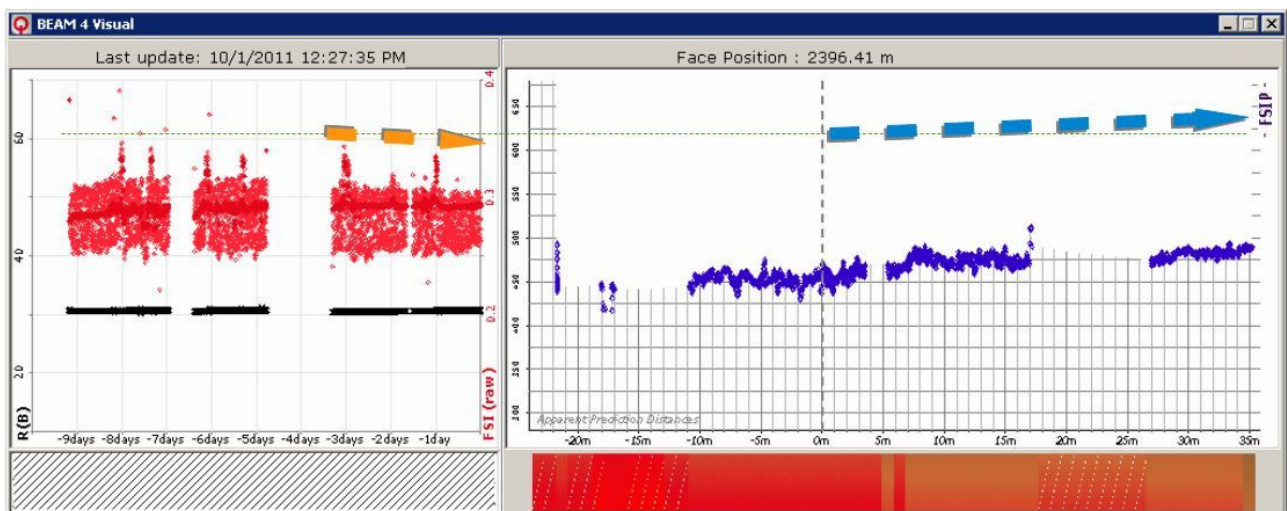 BEAM 4 Visual
Last update: 10/1/2011 12:27:35 PM
Face Position : 2396.41 m
0.4
60
0.3
40
0.2
20
R(B)
FSI (raw)
-9days -8days -7days -6days -5days -4days -3days -2days -1day
- FSIP -
650
600
550
500
450
400
350
300
Apparent Prediction Distances
-20m -15m -10m -5m 0m 5m 10m 15m 20m 25m 30m 35m